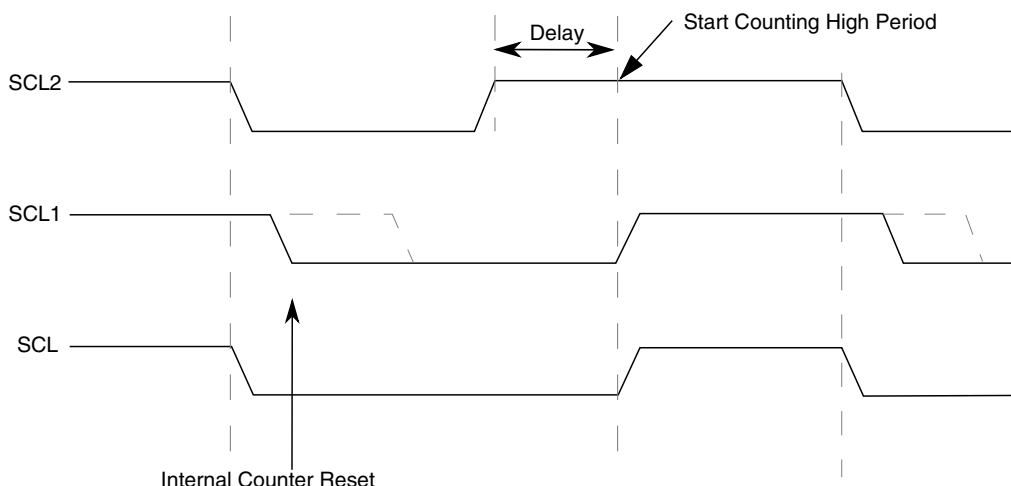 Start Counting High Period
Delay
SCL2
SCL1
SCL
Internal Counter Reset